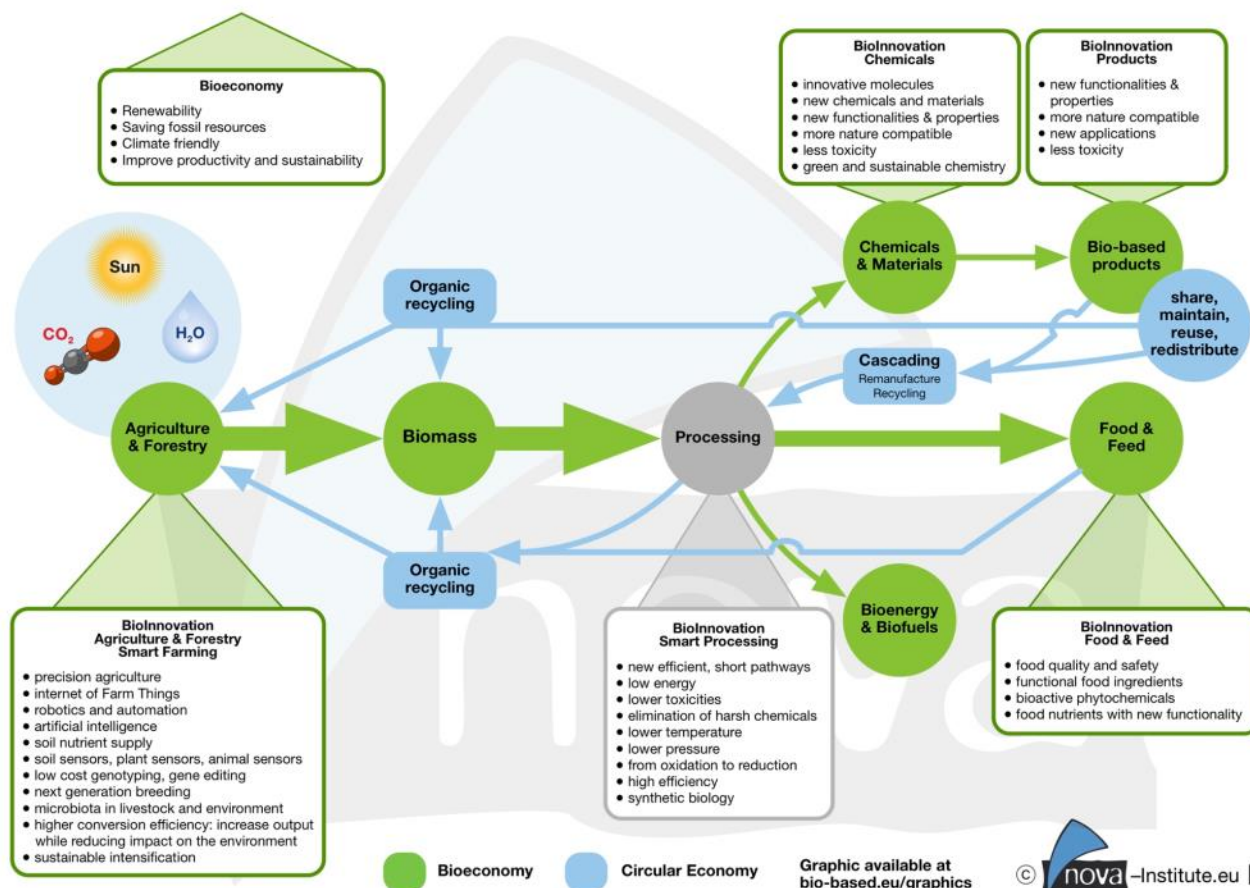 Bioeconomy
• Renewability
• Saving fossil resources
• Climate friendly
• Improve productivity and sustainability
BioInnovation
Chemicals
• innovative molecules
• new chemicals and materials
• new functionalities & properties
• more nature compatible
• less toxicity
• green and sustainable chemistry
BioInnovation
Products
• new functionalities &
properties
• more nature compatible
• new applications
• less toxicity
Sun
CO₂
H₂O
Organic
recycling
Chemicals
& Materials
Bio-based
products
share,
maintain,
reuse,
redistribute
Cascading
Remanufacture
Recycling
Agriculture
& Forestry
Biomass
Processing
Food &
Feed
Organic
recycling
Bioenergy
& Biofuels
BioInnovation
Agriculture & Forestry
Smart Farming
• precision agriculture
• internet of Farm Things
• robotics and automation
• artificial intelligence
• soil nutrient supply
• soil sensors, plant sensors, animal sensors
• low cost genotyping, gene editing
• next generation breeding
• microbiota in livestock and environment
• higher conversion efficiency: increase output
while reducing impact on the environment
• sustainable intensification
BioInnovation
Smart Processing
• new efficient, short pathways
• low energy
• lower toxicities
• elimination of harsh chemicals
• lower temperature
• lower pressure
• from oxidation to reduction
• high efficiency
• synthetic biology
BioInnovation
Food & Feed
• food quality and safety
• functional food ingredients
• bioactive phytochemicals
• food nutrients with new functionality
nova
Bioeconomy
Circular Economy
Graphic available at
bio-based.eu/graphics
© nova-Institute.eu